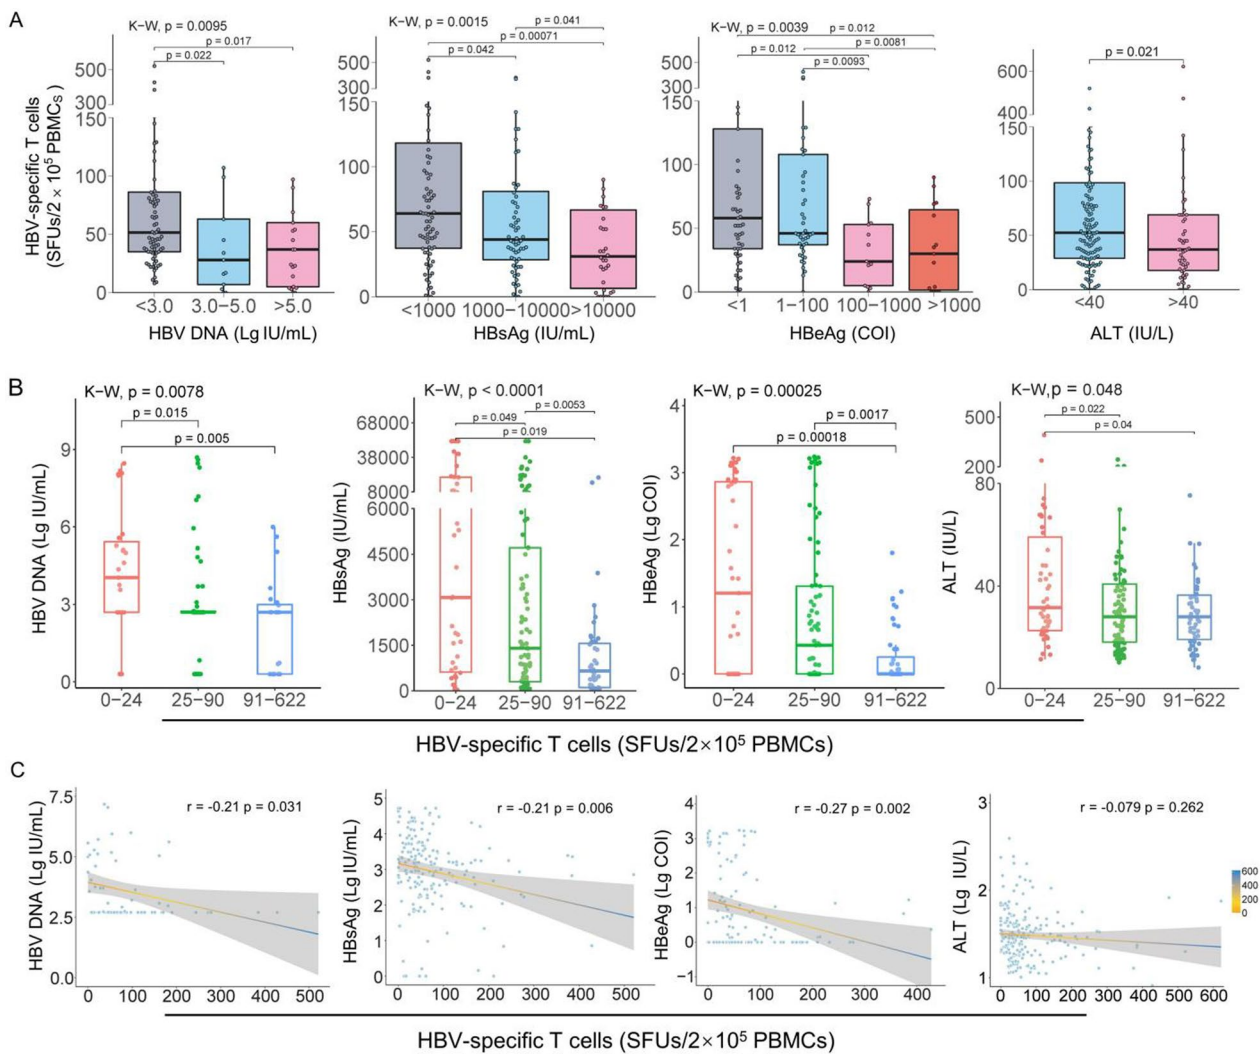 A
K−W, p = 0.0095
p = 0.017
p = 0.022
HBV-specific T cells
(SFUs/2 × 10⁵ PBMCs)
500
300
150
100
50
0
<3.0 3.0−5.0 >5.0
HBV DNA (Lg IU/mL)
K−W, p = 0.0015
p = 0.041
p = 0.00071
p = 0.042
500
300
150
100
50
0
<1000 1000−10000 >10000
HBsAg (IU/mL)
K−W, p = 0.0039
p = 0.012
p = 0.012
p = 0.0081
p = 0.0093
500
300
150
100
50
0
<1 1−100 100−1000 >1000
HBeAg (COI)
p = 0.021
600
400
150
100
50
0
<40 >40
ALT (IU/L)
B
K−W, p = 0.0078
p = 0.015
p = 0.005
HBV DNA (Lg IU/mL)
9
6
3
0
0−24 25−90 91−622
K−W, p < 0.0001
p = 0.0053
p = 0.049
p = 0.019
HBsAg (IU/mL)
68000
38000
8000
6000
4500
3000
1500
0
0−24 25−90 91−622
K−W, p = 0.00025
p = 0.0017
p = 0.00018
HBeAg (Lg COI)
4
3
2
1
0
0−24 25−90 91−622
K−W,p = 0.048
p = 0.022
p = 0.04
ALT (IU/L)
500
200
80
40
0
0−24 25−90 91−622
HBV-specific T cells (SFUs/2×10⁵ PBMCs)
C
r = -0.21 p = 0.031
HBV DNA (Lg IU/mL)
7.5
5.0
2.5
0.0
0 100 200 300 400 500
r = -0.21 p = 0.006
HBsAg (Lg IU/mL)
5
4
3
2
1
0
0 100 200 300 400 500
r = -0.27 p = 0.002
HBeAg (Lg COI)
4
3
2
1
0
−1
0 100 200 300 400
r = -0.079 p = 0.262
ALT (Lg IU/L)
3
2
1
0 100 200 300 400 500 600
600
400
200
0
HBV-specific T cells (SFUs/2×10⁵ PBMCs)